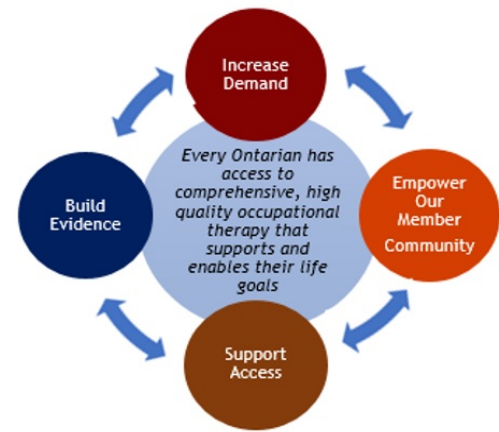 Increase
Demand
Every Ontarian has
access to
comprehensive, high
quality occupational
therapy that
supports and
enables their life
goals
Build
Evidence
Empower
Our
Member
Community
Support
Access